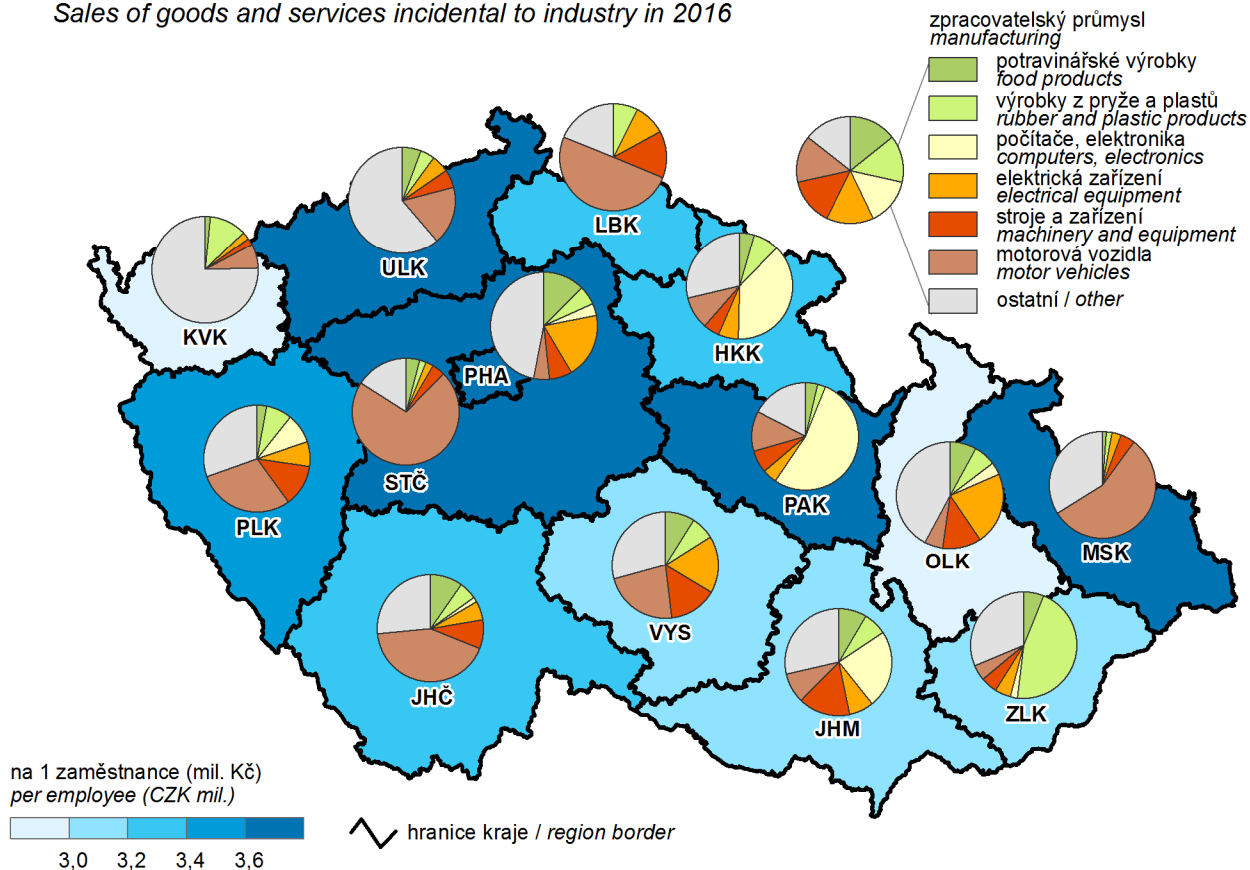 Sales of goods and services incidental to industry in 2016
zpracovatelský průmysl
manufacturing
potravinářské výrobky
food products
výrobky z pryže a plastů
rubber and plastic products
počítače, elektronika
computers, electronics
elektrická zařízení
electrical equipment
stroje a zařízení
machinery and equipment
motorová vozidla
motor vehicles
ostatní / other
LBK
ULK
KVK
HKK
PHA
STČ
PLK
PAK
OLK
MSK
VYS
JHČ
JHM
ZLK
na 1 zaměstnance (mil. Kč)
per employee (CZK mil.)
3,0 3,2 3,4 3,6
hranice kraje / region border